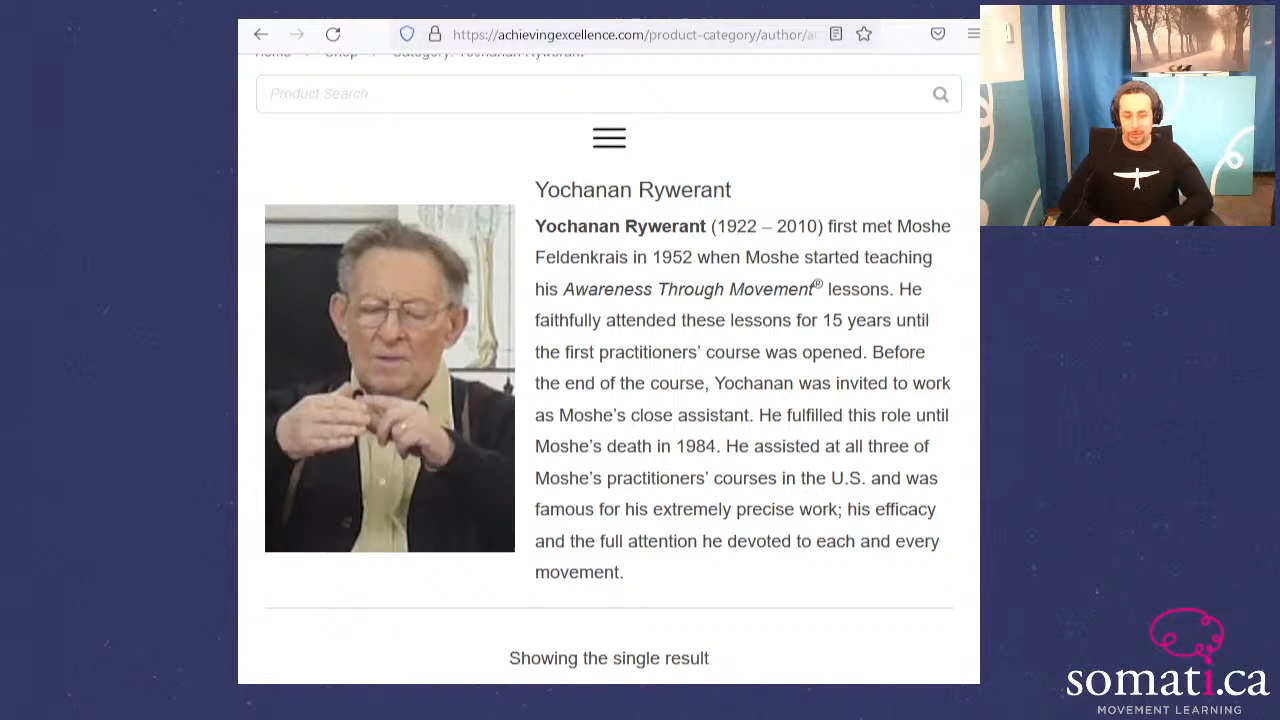 https://achievingexcellence.com/product-category/author/
Product Search
Yochanan Rywerant
Yochanan Rywerant (1922 – 2010) first met Moshe
Feldenkrais in 1952 when Moshe started teaching
his Awareness Through Movement® lessons. He
faithfully attended these lessons for 15 years until
the first practitioners’ course was opened. Before
the end of the course, Yochanan was invited to work
as Moshe’s close assistant. He fulfilled this role until
Moshe’s death in 1984. He assisted at all three of
Moshe’s practitioners’ courses in the U.S. and was
famous for his extremely precise work; his efficacy
and the full attention he devoted to each and every
movement.
Showing the single result
somati.ca
MOVEMENT LEARNING